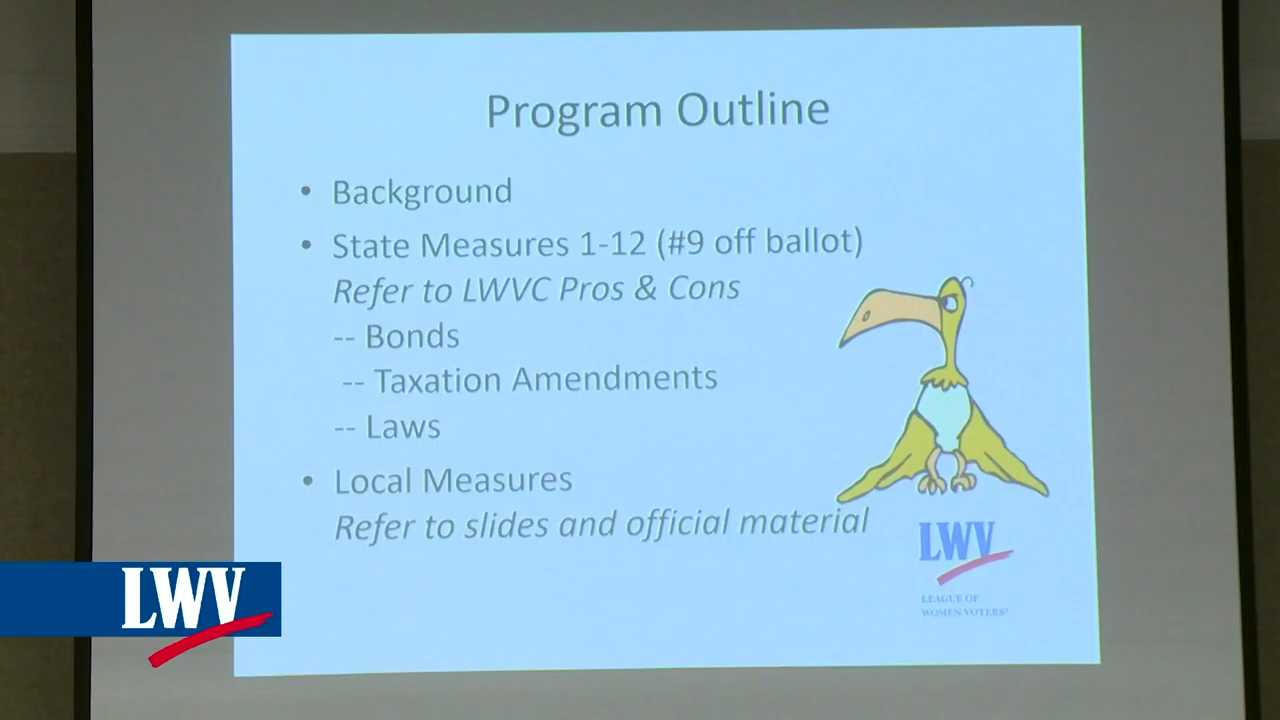 Program Outline
• Background
• State Measures 1-12 (#9 off ballot)
Refer to LWVC Pros & Cons
-- Bonds
-- Taxation Amendments
-- Laws
• Local Measures
Refer to slides and official material
LWV
LEAGUE OF
WOMEN VOTERS®
LWV